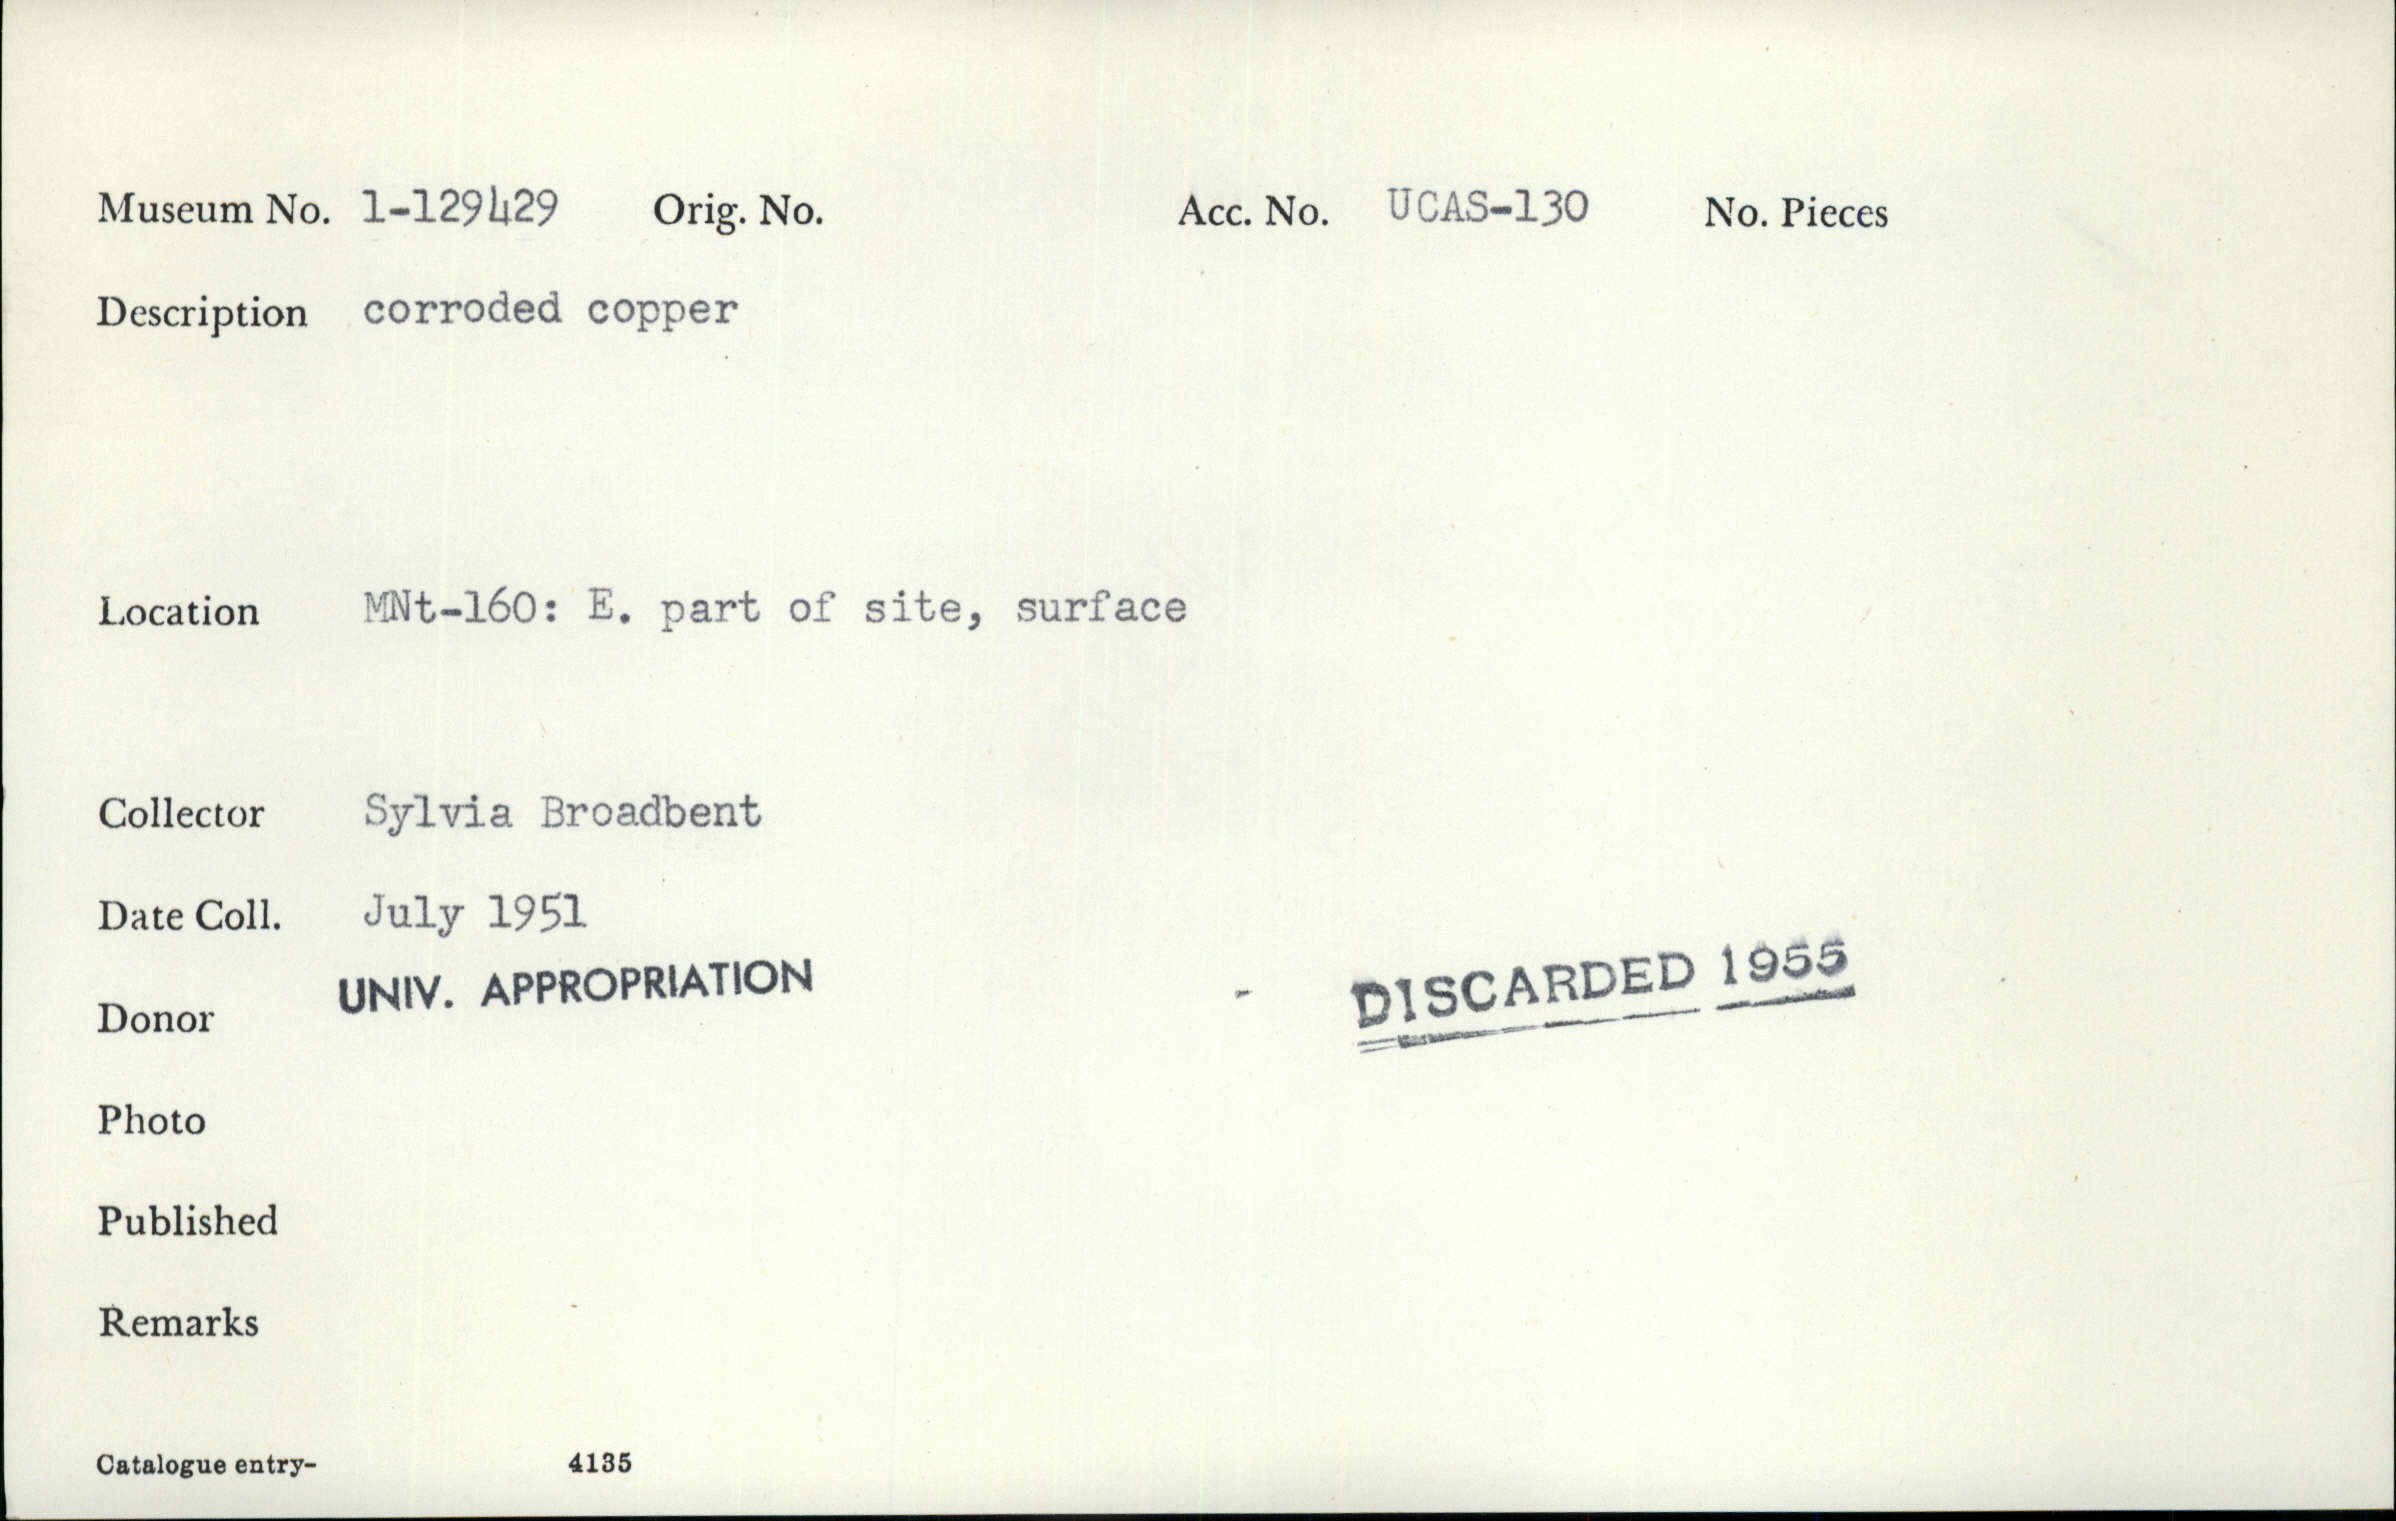 Museum No. 1-129429 Orig. No. Acc. No. UCAS-130 No. Pieces
Description corroded copper
Location MNt-160: E. part of site, surface
Collector Sylvia Broadbent
Date Coll. July 1951
UNIV. APPROPRIATION DISCARDED 1955
Donor
Photo
Published
Remarks
Catalogue entry- 4135